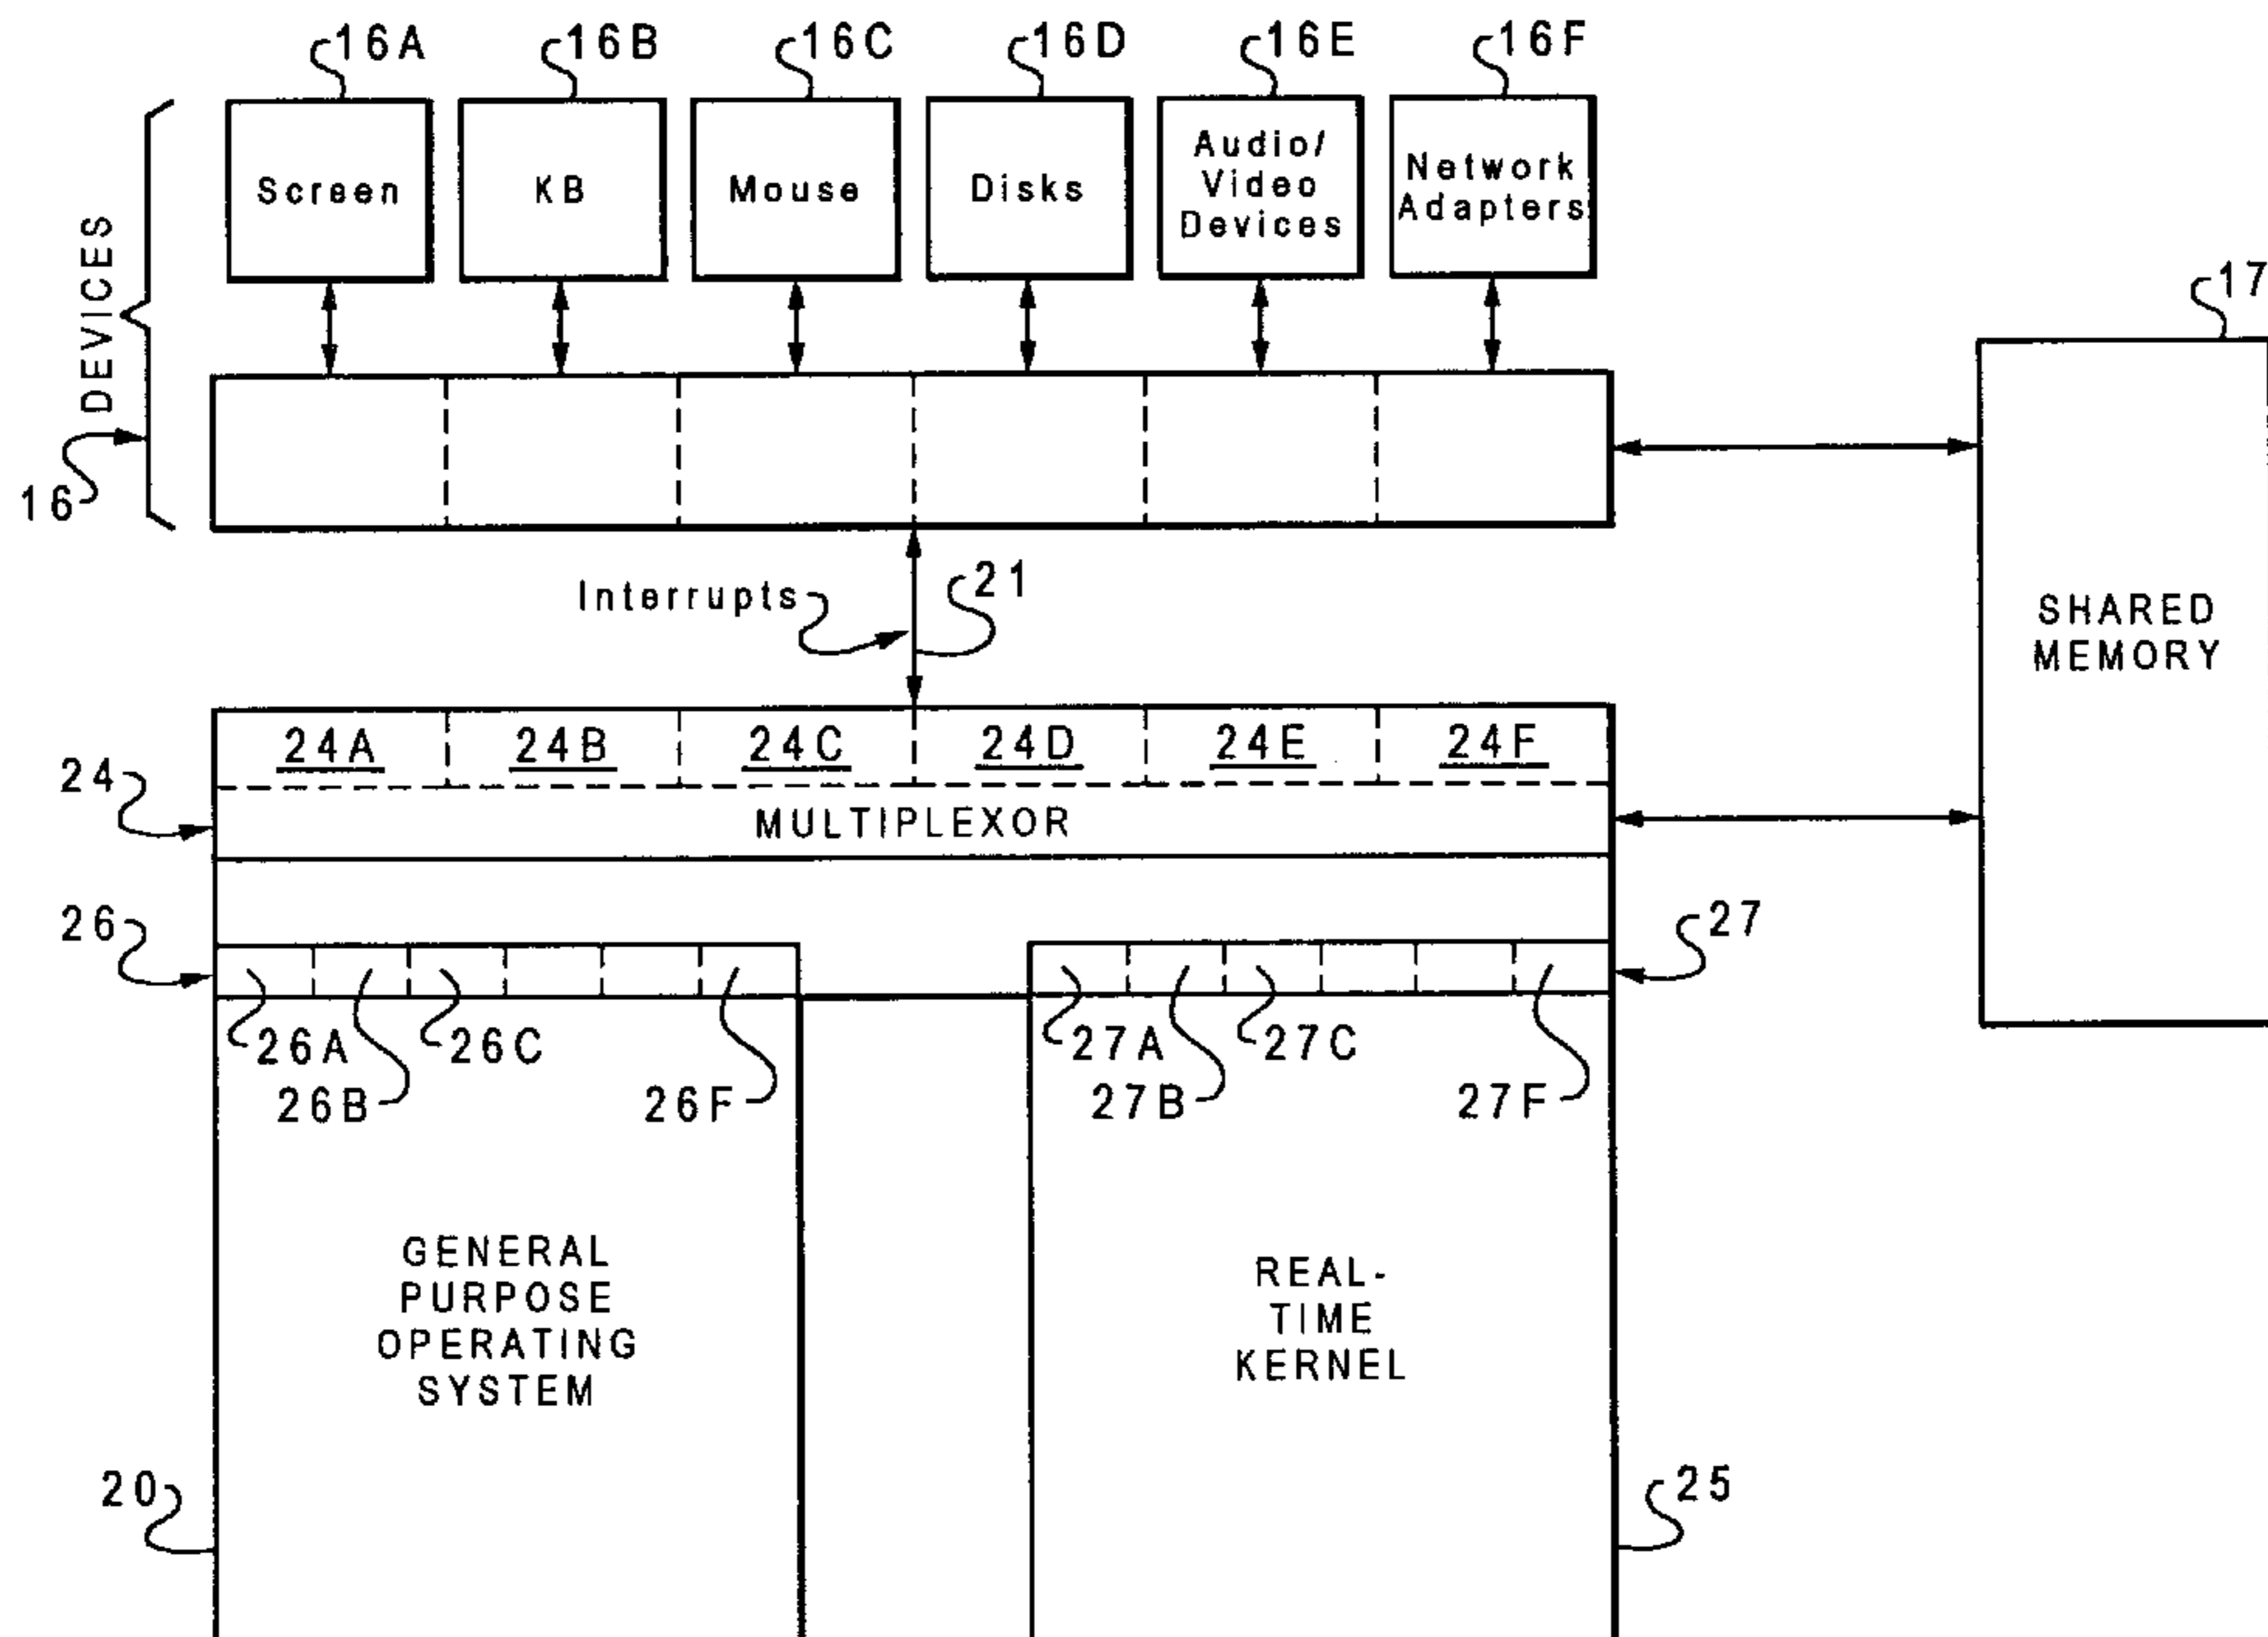 16A 16B 16C 16D 16E 16F
Screen
KB
Mouse
Disks
Audio/
Video
Devices
Network
Adapters
DEVICES
16
17
Interrupts
21
SHARED
MEMORY
24A 24B 24C 24D 24E 24F
24
MULTIPLEXOR
26
27
26A
26C
27A
27C
26B
26F
27B
27F
GENERAL
PURPOSE
OPERATING
SYSTEM
REAL-
TIME
KERNEL
20
25